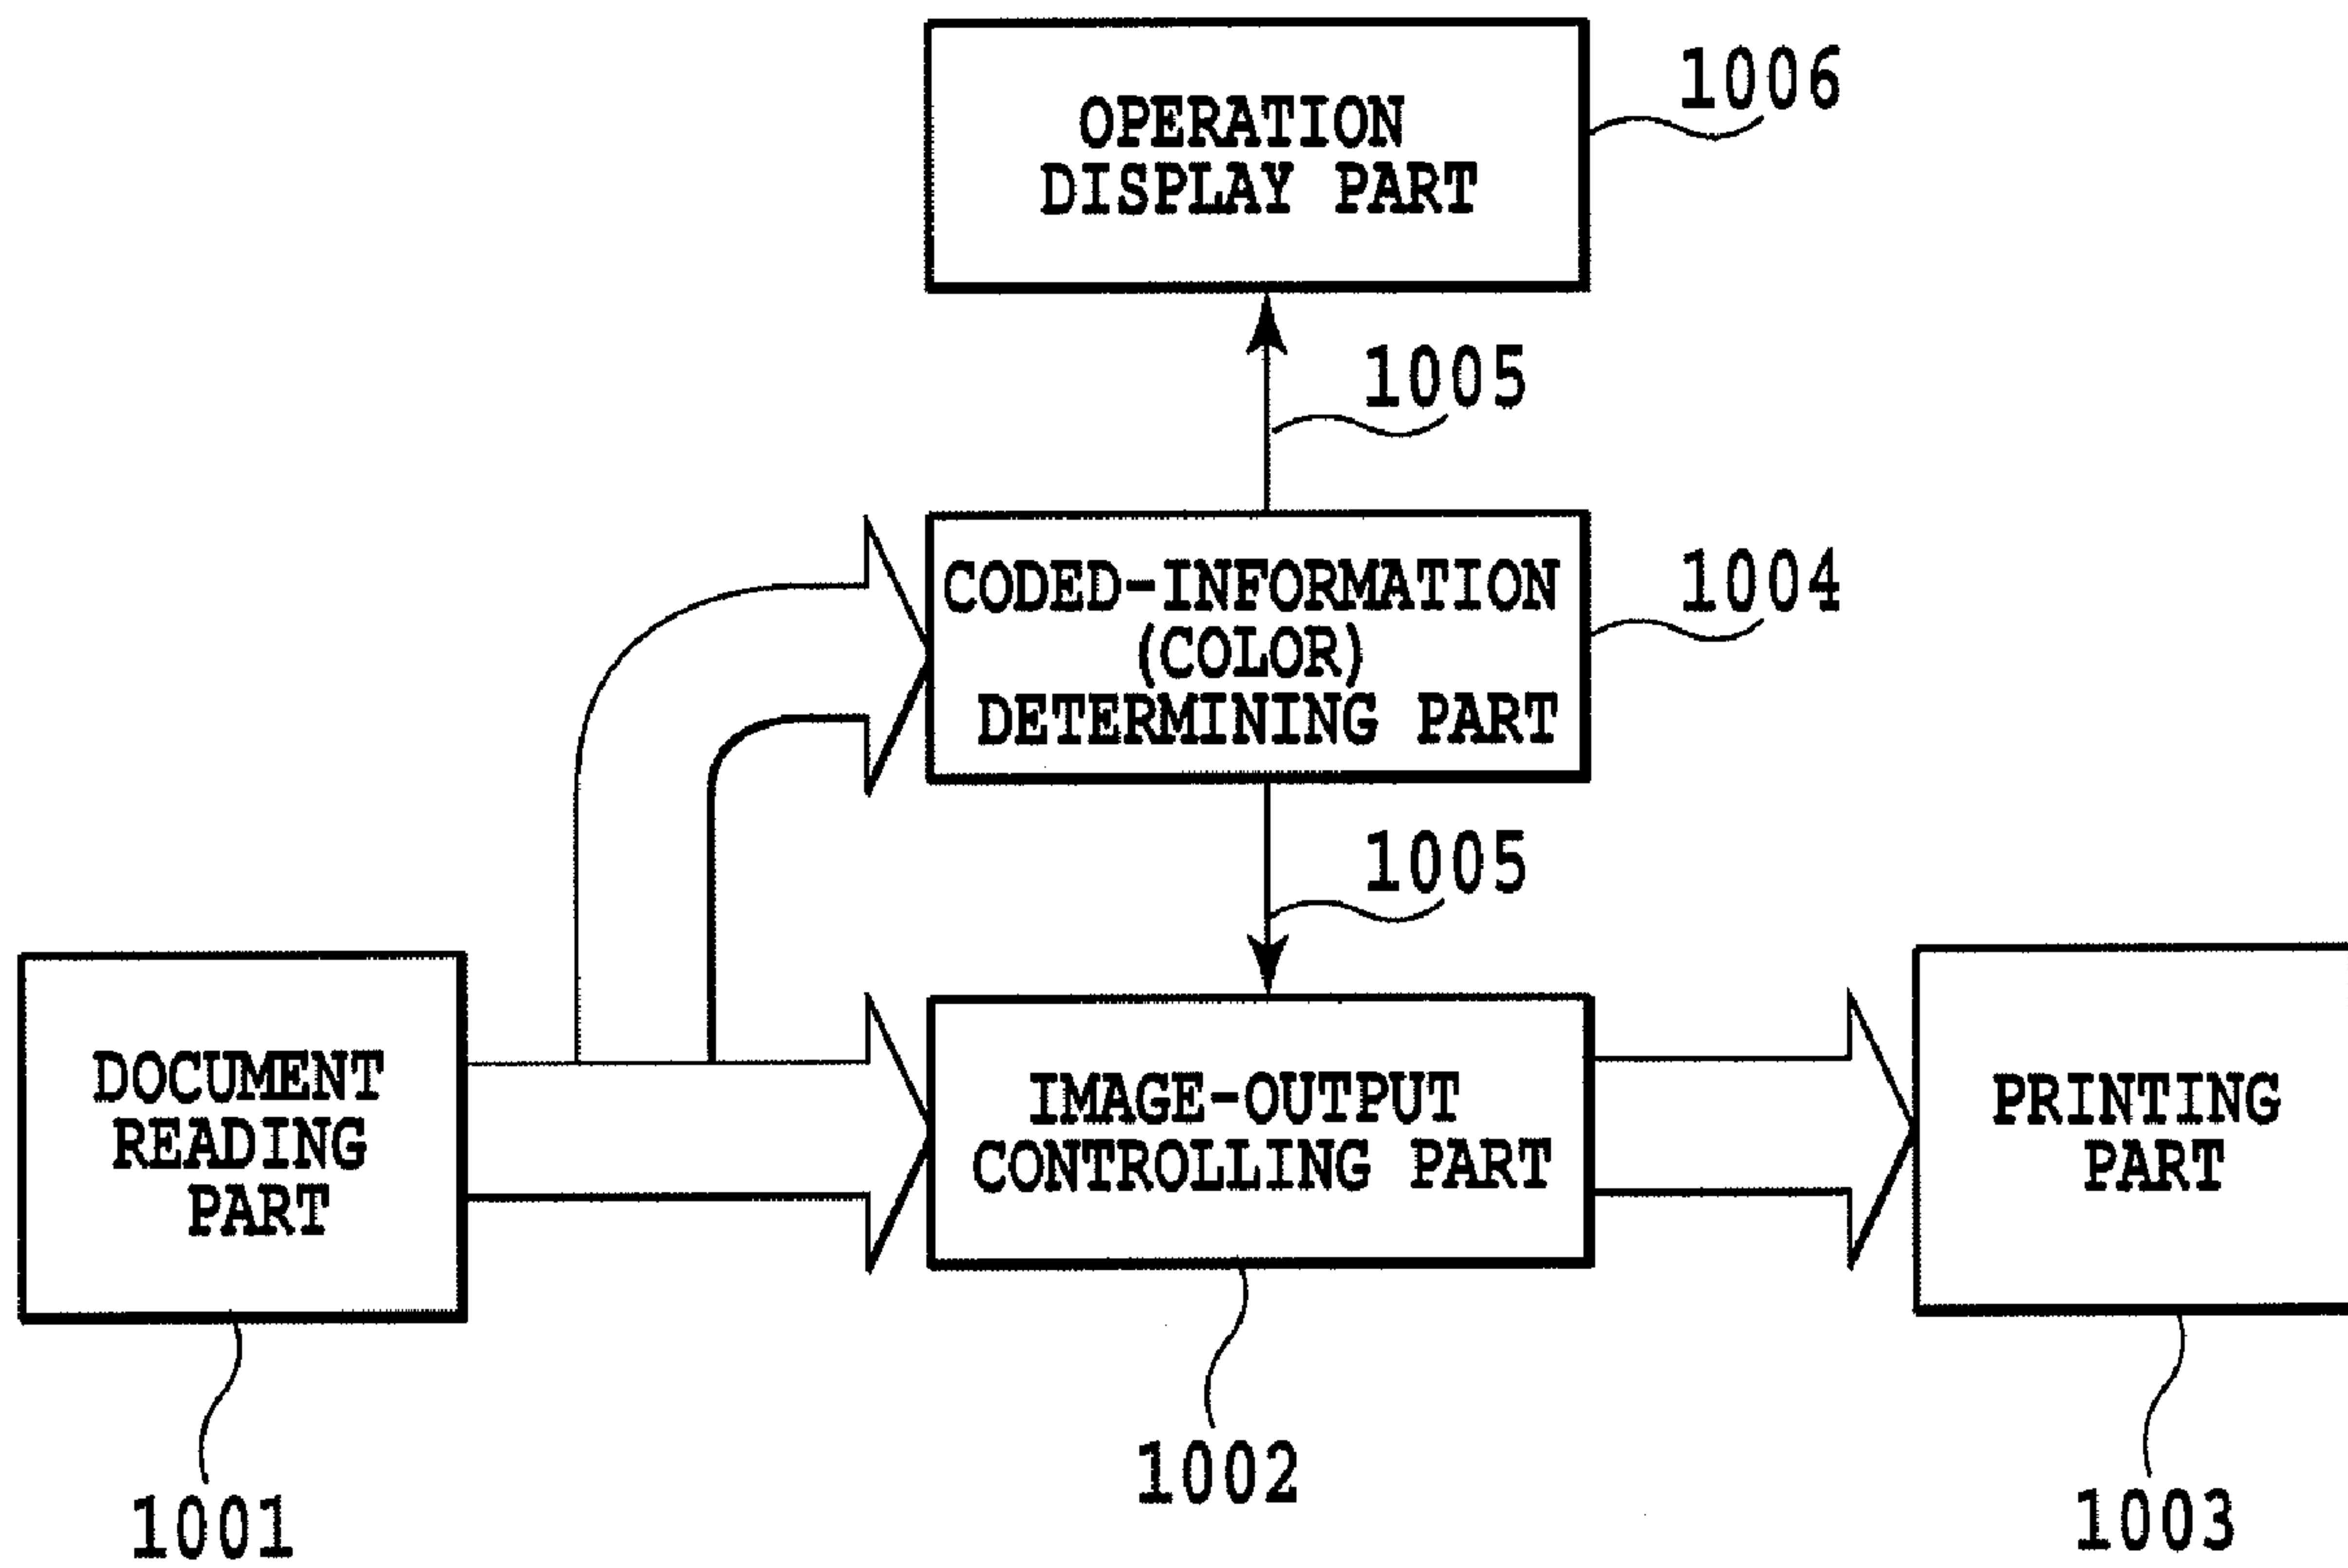 OPERATION
DISPLAY PART
1006
1005
CODED-INFORMATION
(COLOR)
DETERMINING PART
1004
1005
DOCUMENT
READING
PART
IMAGE-OUTPUT
CONTROLLING PART
PRINTING
PART
1001
1002
1003